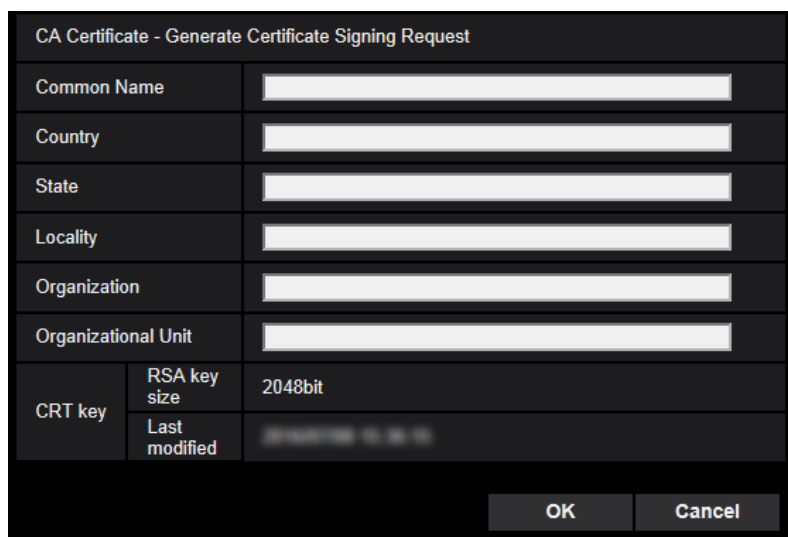 CA Certificate - Generate Certificate Signing Request
Common Name
Country
State
Locality
Organization
Organizational Unit
CRT key
RSA key
size
2048bit
Last
modified
OK
Cancel